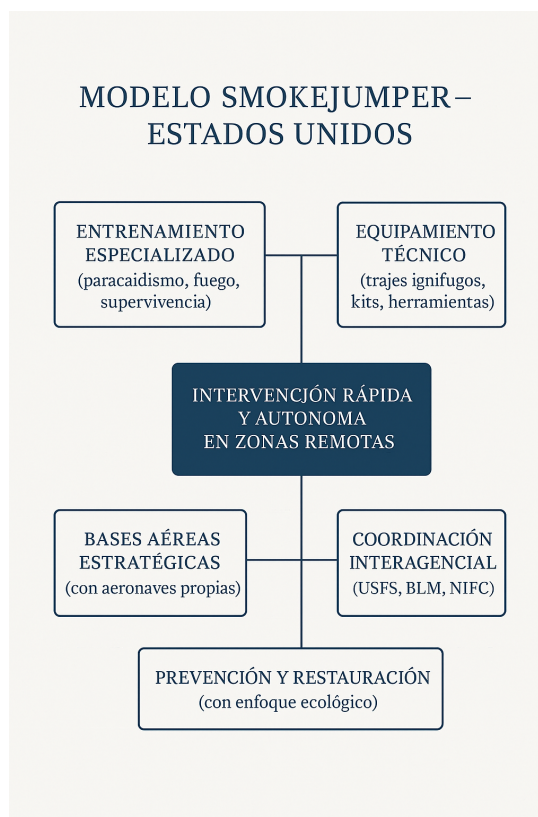 MODELO SMOKEJUMPER–
ESTADOS UNIDOS
ENTRENAMIENTO
ESPECIALIZADO
(paracaidismo, fuego,
supervivencia)
EQUIPAMIENTO
TÉCNICO
(trajes ignifugos,
kits, herramientas)
INTERVENCJÓN RÁPIDA
Y AUTONOMA
EN ZONAS REMOTAS
BASES AÉREAS
ESTRATÉGICAS
(con aeronaves propias)
COORDINACIÓN
INTERAGENCIAL
(USFS, BLM, NIFC)
PREVENCIÓN Y RESTAURACIÓN
(con enfoque ecológico)